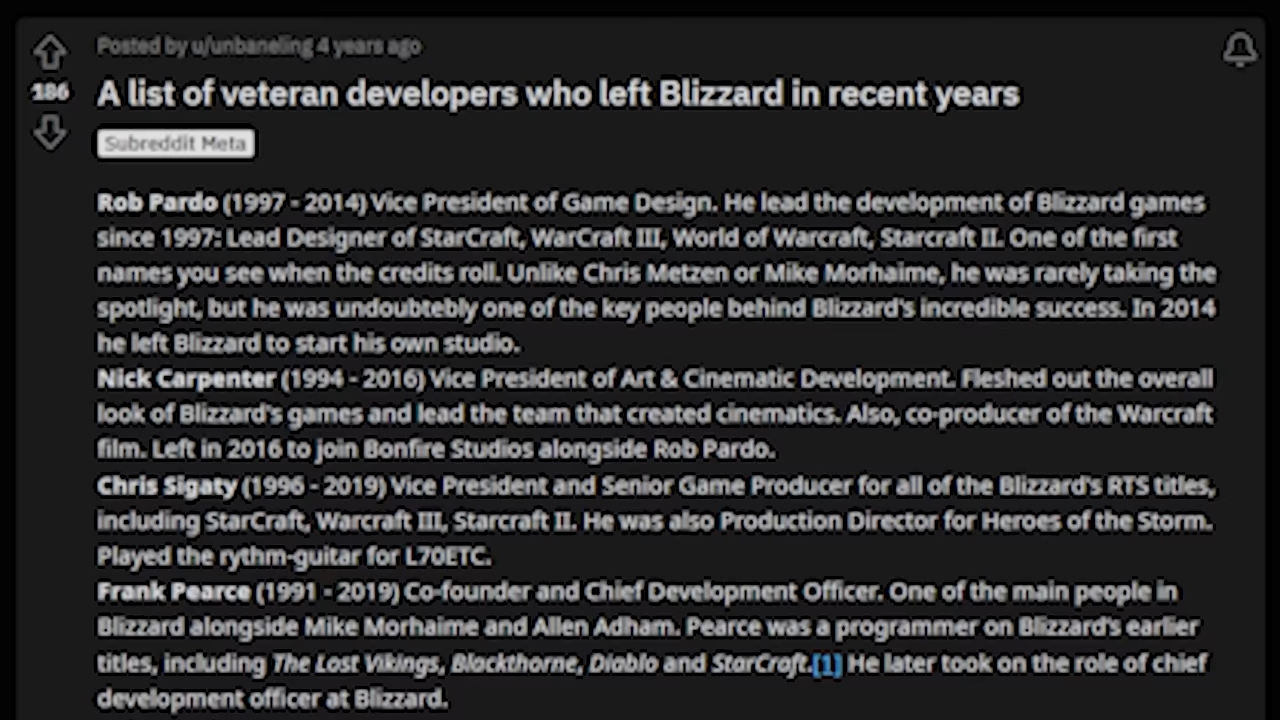 Posted by u/unbaneling 4 years ago
186
A list of veteran developers who left Blizzard in recent years
Subreddit Meta
Rob Pardo (1997 - 2014) Vice President of Game Design. He lead the development of Blizzard games
since 1997: Lead Designer of StarCraft, WarCraft III, World of Warcraft, Starcraft II. One of the first
names you see when the credits roll. Unlike Chris Metzen or Mike Morhaime, he was rarely taking the
spotlight, but he was undoubtebly one of the key people behind Blizzard's incredible success. In 2014
he left Blizzard to start his own studio.
Nick Carpenter (1994 - 2016) Vice President of Art & Cinematic Development. Fleshed out the overall
look of Blizzard's games and lead the team that created cinematics. Also, co-producer of the Warcraft
film. Left in 2016 to join Bonfire Studios alongside Rob Pardo.
Chris Sigaty (1996 - 2019) Vice President and Senior Game Producer for all of the Blizzard's RTS titles,
including StarCraft, Warcraft III, Starcraft II. He was also Production Director for Heroes of the Storm.
Played the rythm-guitar for L70ETC.
Frank Pearce (1991 - 2019) Co-founder and Chief Development Officer. One of the main people in
Blizzard alongside Mike Morhaime and Allen Adham. Pearce was a programmer on Blizzard's earlier
titles, including The Lost Vikings, Blackthorne, Diablo and StarCraft.[1] He later took on the role of chief
development officer at Blizzard.